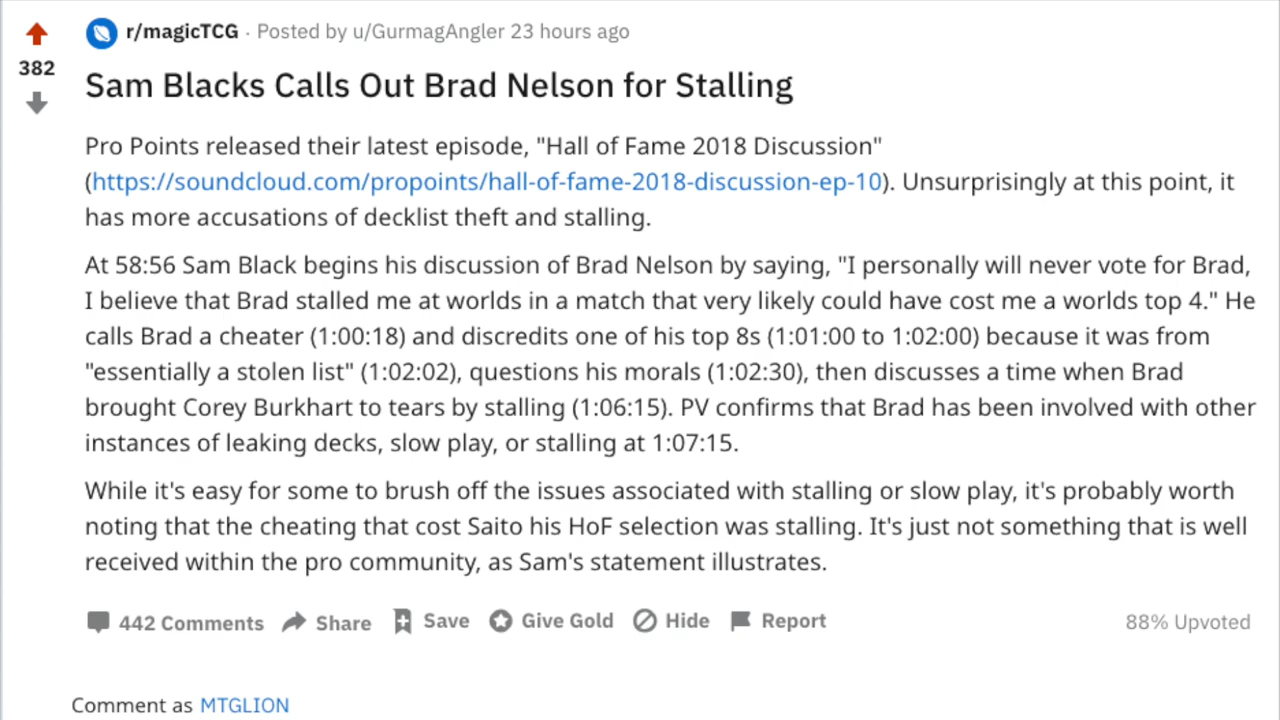 r/magicTCG · Posted by u/GurmagAngler 23 hours ago
382
Sam Blacks Calls Out Brad Nelson for Stalling
Pro Points released their latest episode, "Hall of Fame 2018 Discussion"
(https://soundcloud.com/propoints/hall-of-fame-2018-discussion-ep-10). Unsurprisingly at this point, it
has more accusations of decklist theft and stalling.
At 58:56 Sam Black begins his discussion of Brad Nelson by saying, "I personally will never vote for Brad,
I believe that Brad stalled me at worlds in a match that very likely could have cost me a worlds top 4." He
calls Brad a cheater (1:00:18) and discredits one of his top 8s (1:01:00 to 1:02:00) because it was from
"essentially a stolen list" (1:02:02), questions his morals (1:02:30), then discusses a time when Brad
brought Corey Burkhart to tears by stalling (1:06:15). PV confirms that Brad has been involved with other
instances of leaking decks, slow play, or stalling at 1:07:15.
While it's easy for some to brush off the issues associated with stalling or slow play, it's probably worth
noting that the cheating that cost Saito his HoF selection was stalling. It's just not something that is well
received within the pro community, as Sam's statement illustrates.
442 Comments Share Save Give Gold Hide Report 88% Upvoted
Comment as MTGLION